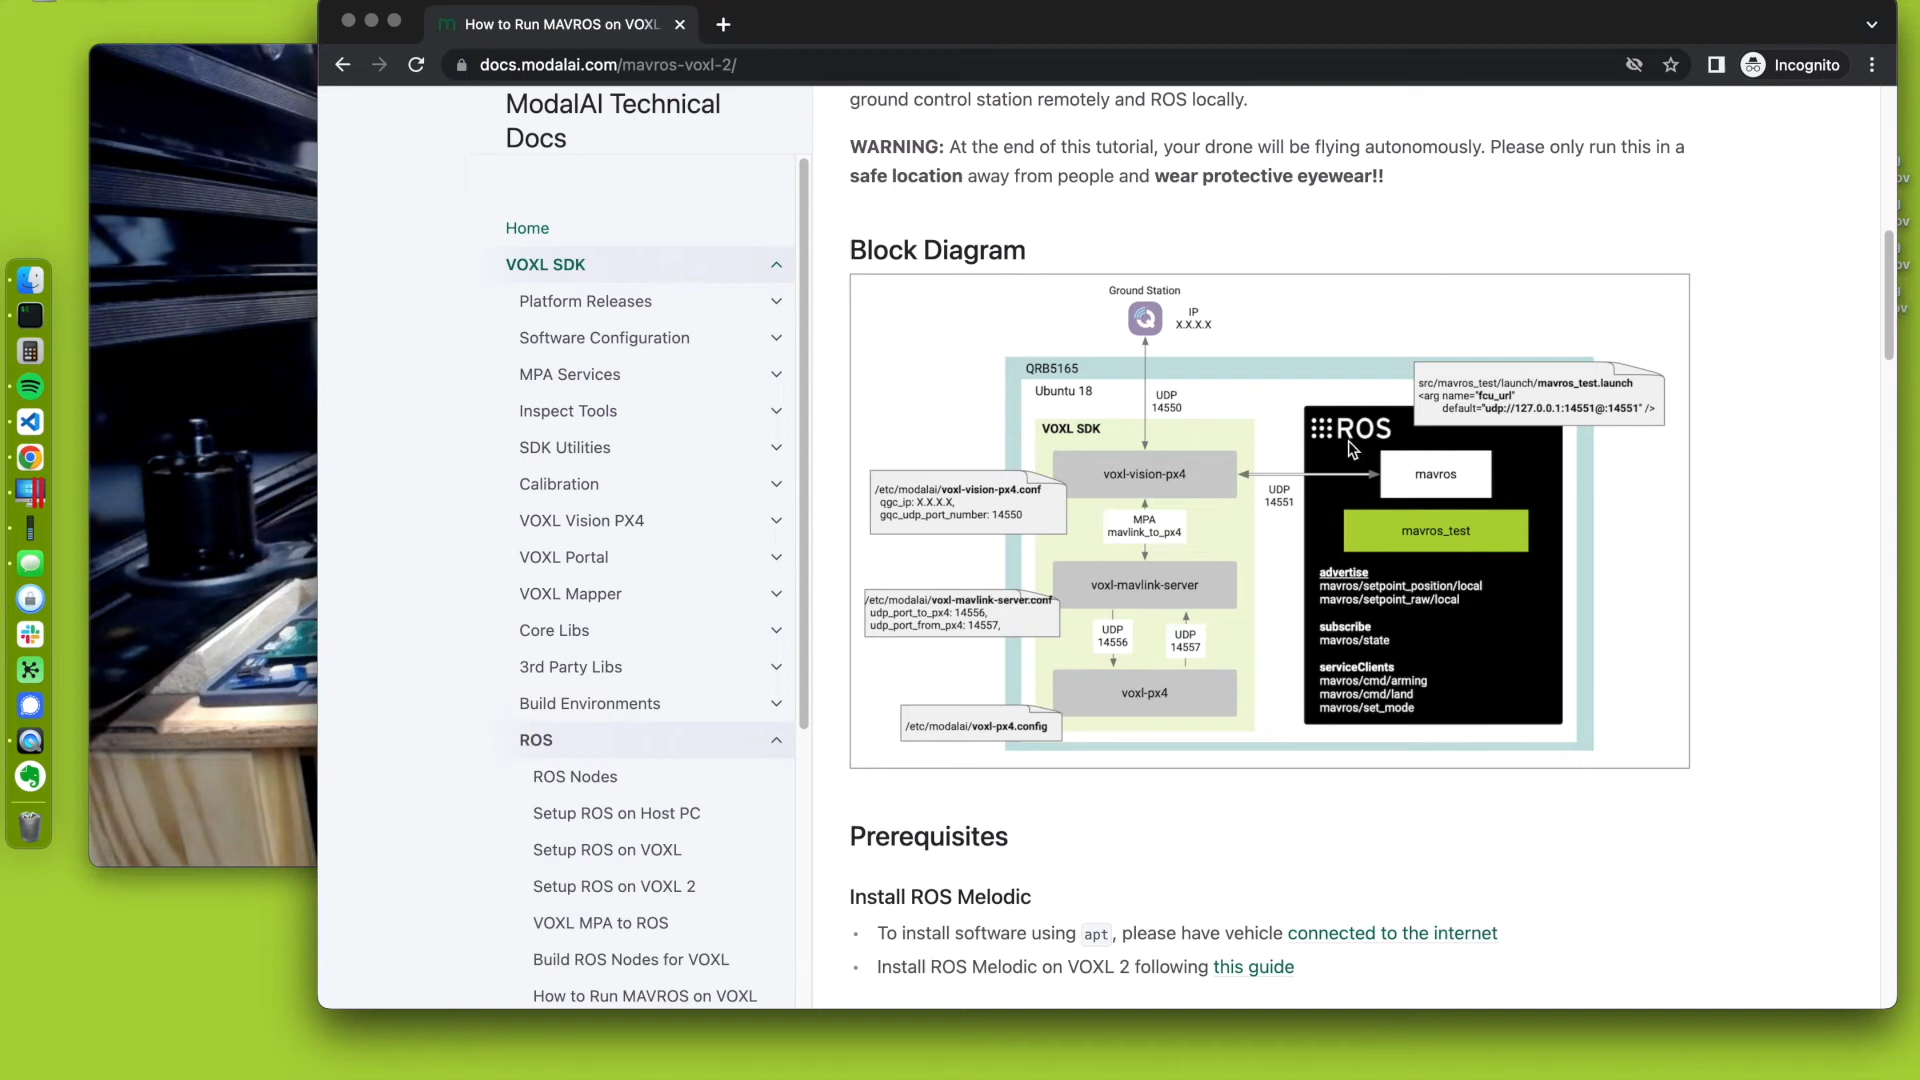 How to Run MAVROS on VOXL
docs.modalai.com/mavros-voxl-2/
Incognito
ModalAI Technical
Docs
Home
VOXL SDK
Platform Releases
Software Configuration
MPA Services
Inspect Tools
SDK Utilities
Calibration
VOXL Vision PX4
VOXL Portal
VOXL Mapper
Core Libs
3rd Party Libs
Build Environments
ROS
ROS Nodes
Setup ROS on Host PC
Setup ROS on VOXL
Setup ROS on VOXL 2
VOXL MPA to ROS
Build ROS Nodes for VOXL
How to Run MAVROS on VOXL
ground control station remotely and ROS locally.
WARNING: At the end of this tutorial, your drone will be flying autonomously. Please only run this in a
safe location away from people and wear protective eyewear!!
Block Diagram
Ground Station
IP
X.X.X.X
QRB5165
Ubuntu 18
UDP
14550
src/mavros_test/launch/mavros_test.launch
<arg name="fcu_url"
default="udp://127.0.0.1:14551@:14551" />
VOXL SDK
ROS
voxl-vision-px4
mavros
UDP
14551
/etc/modalai/voxl-vision-px4.conf
qgc_ip: X.X.X.X,
gqc_udp_port_number: 14550
MPA
mavlink_to_px4
mavros_test
voxl-mavlink-server
advertise
mavros/setpoint_position/local
mavros/setpoint_raw/local
/etc/modalai/voxl-mavlink-server.conf
udp_port_to_px4: 14556,
udp_port_from_px4: 14557,
UDP
14556
UDP
14557
subscribe
mavros/state
serviceClients
mavros/cmd/arming
mavros/cmd/land
mavros/set_mode
voxl-px4
/etc/modalai/voxl-px4.config
Prerequisites
Install ROS Melodic
• To install software using apt, please have vehicle connected to the internet
• Install ROS Melodic on VOXL 2 following this guide